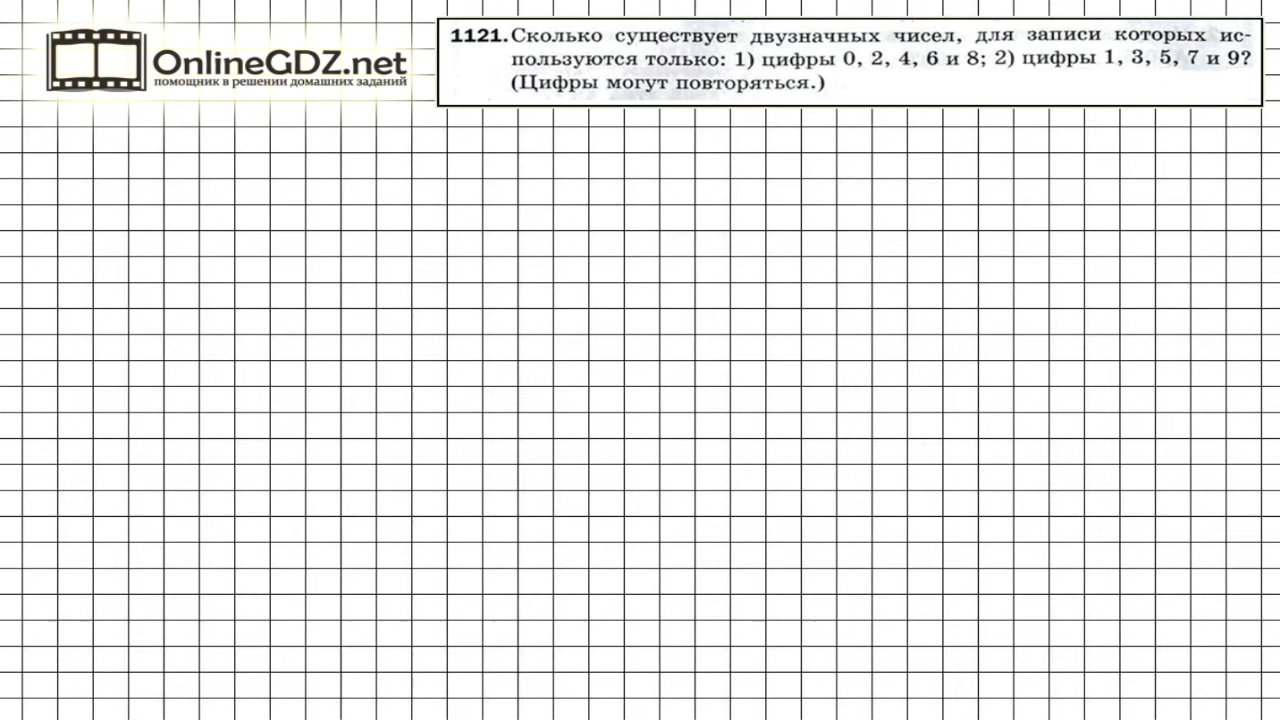 OnlineGDZ.net
помощник в решении домашних заданий
1121. Сколько существует двузначных чисел, для записи которых ис-
пользуются только: 1) цифры 0, 2, 4, 6 и 8; 2) цифры 1, 3, 5, 7 и 9?
(Цифры могут повторяться.)